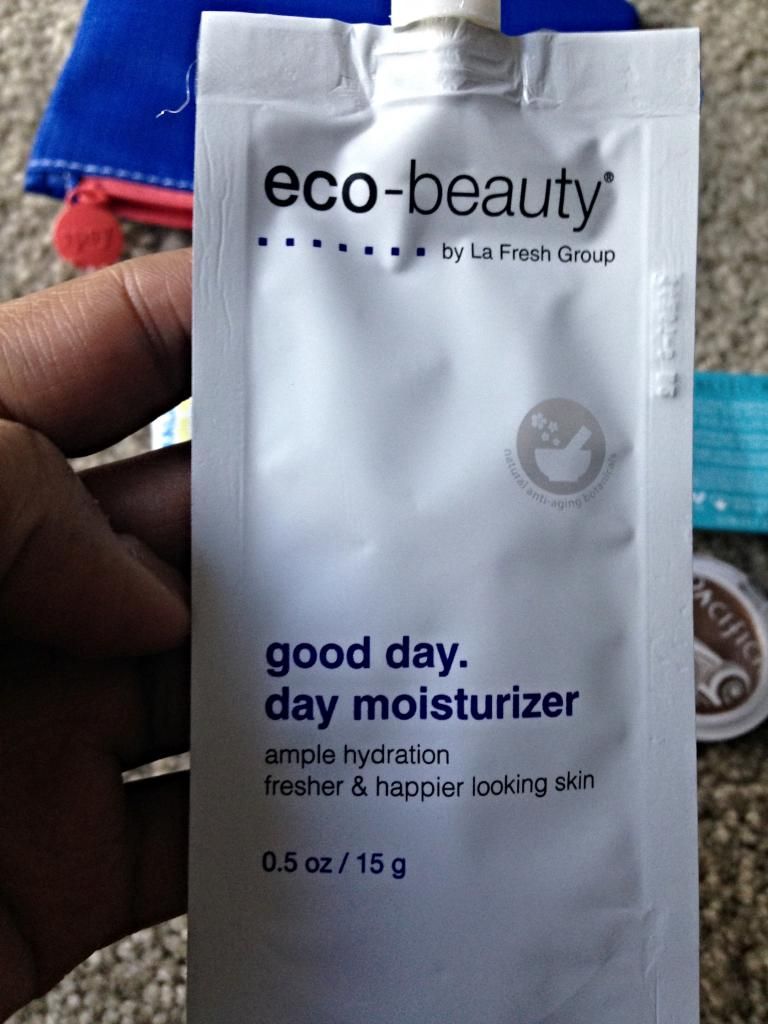 eco-beauty®
by La Fresh Group
natural anti-aging botanicals
good day.
day moisturizer
ample hydration
fresher & happier looking skin
0.5 oz / 15 g
PACIFIC